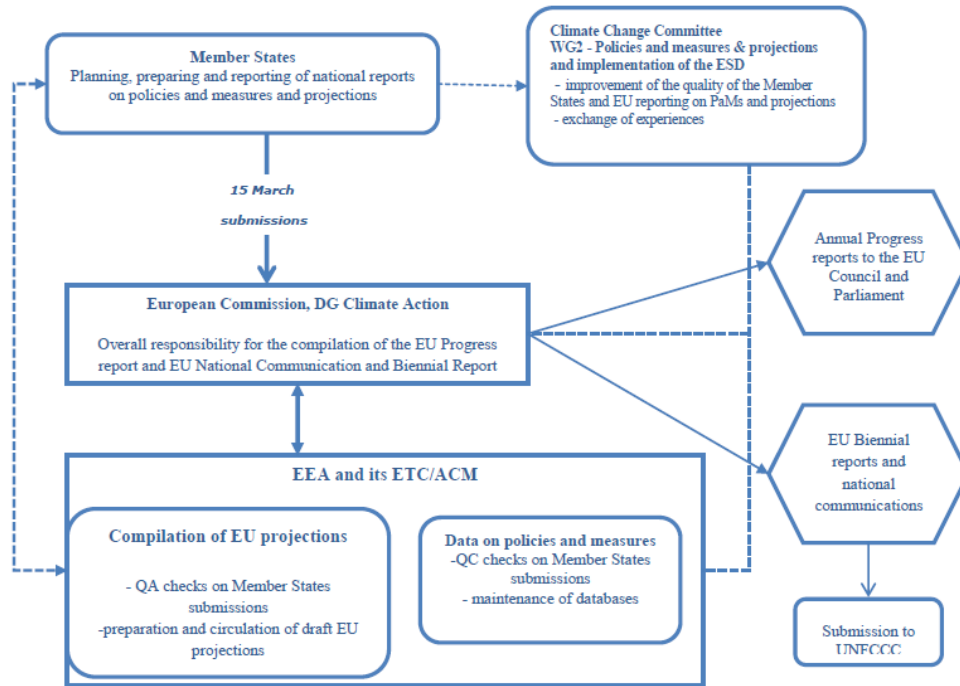 Member States
Planning, preparing and reporting of national reports
on policies and measures and projections
Climate Change Committee
WG2 - Policies and measures & projections
and implementation of the ESD
- improvement of the quality of the Member
States and EU reporting on PaMs and projections
- exchange of experiences
15 March
submissions
Annual Progress
reports to the EU
Council and
Parliament
European Commission, DG Climate Action
Overall responsibility for the compilation of the EU Progress
report and EU National Communication and Biennial Report
EU Biennial
reports and
national
communications
EEA and its ETC/ACM
Compilation of EU projections
- QA checks on Member States
submissions
-preparation and circulation of draft EU
projections
Data on policies and measures
-QC checks on Member States
submissions
- maintenance of databases
Submission to
UNFCCC